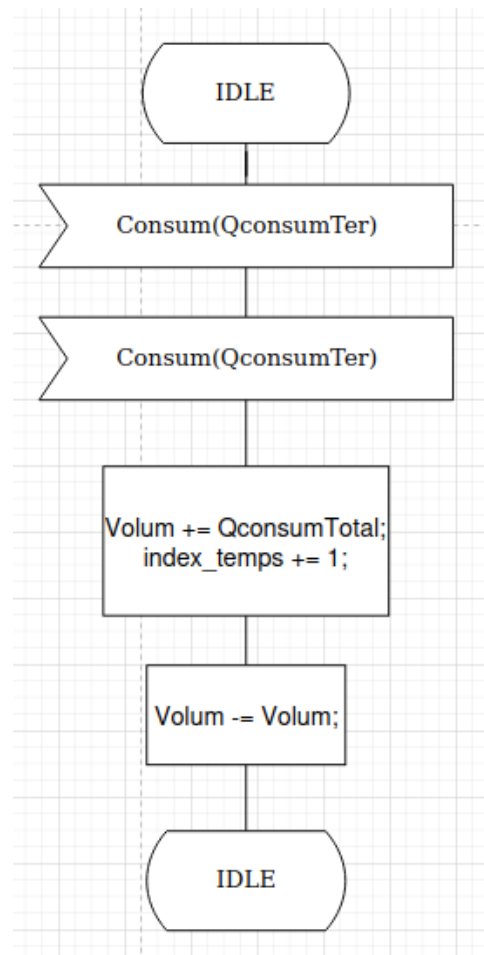 IDLE
Consum(QconsumTer)
Consum(QconsumTer)
Volum += QconsumTotal;
index_temps += 1;
Volum -= Volum;
IDLE